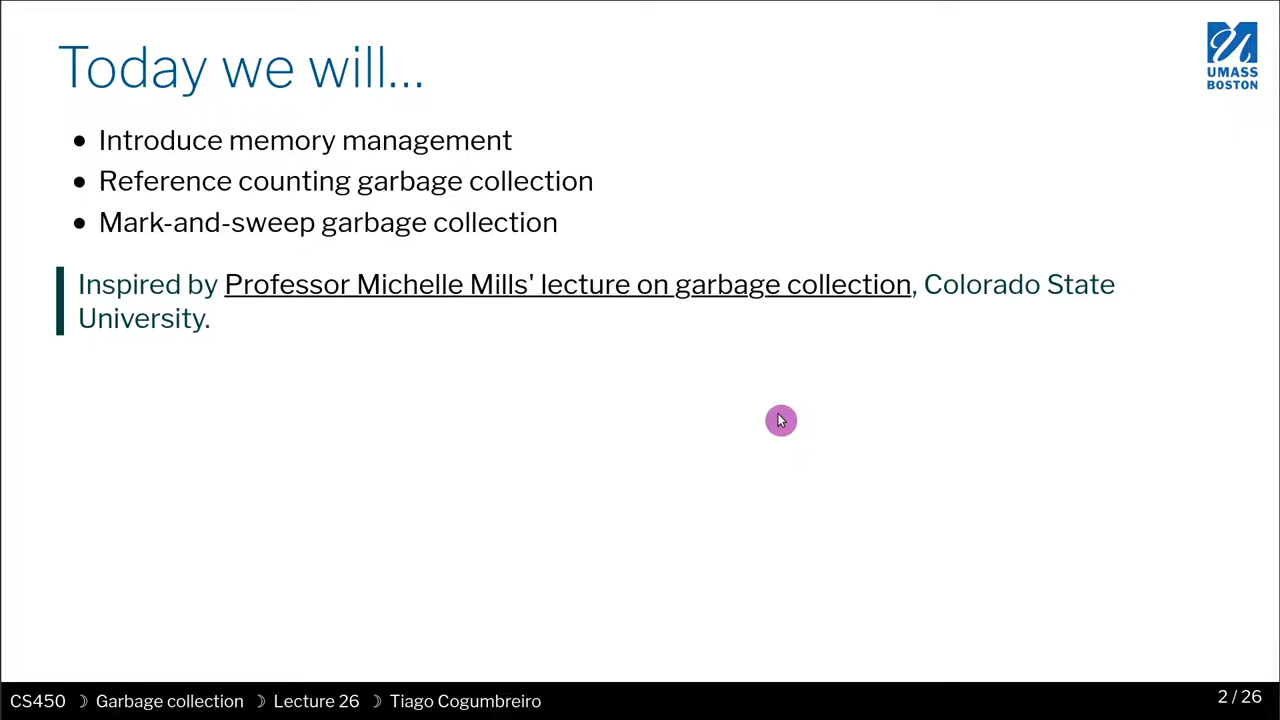 Today we will...
UMASS
BOSTON
• Introduce memory management
• Reference counting garbage collection
• Mark-and-sweep garbage collection
Inspired by Professor Michelle Mills' lecture on garbage collection, Colorado State
University.
CS450 ☽ Garbage collection ☽ Lecture 26 ☽ Tiago Cogumbreiro
2 / 26